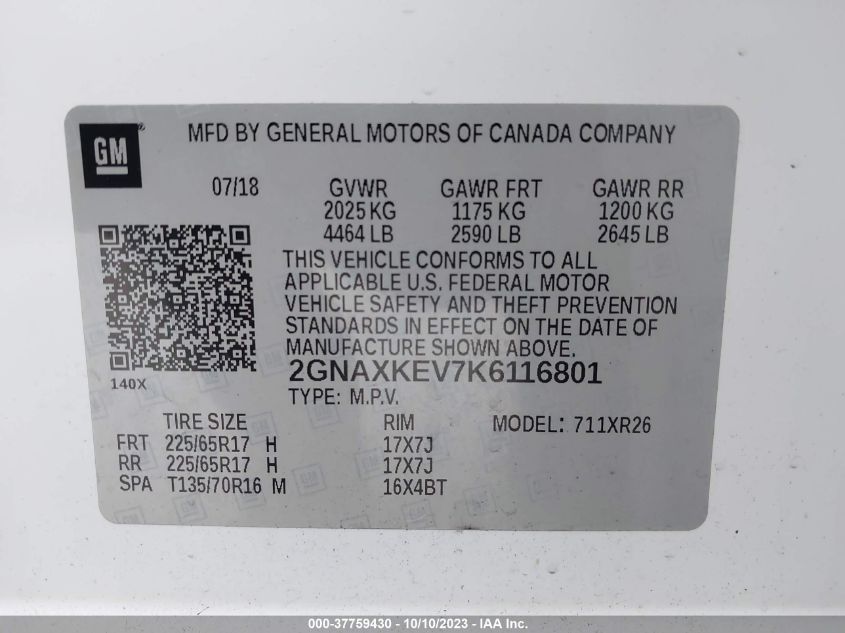 GM ®
MFD BY GENERAL MOTORS OF CANADA COMPANY
07/18 GVWR GAWR FRT GAWR RR
2025 KG 1175 KG 1200 KG
4464 LB 2590 LB 2645 LB
THIS VEHICLE CONFORMS TO ALL
APPLICABLE U.S. FEDERAL MOTOR
VEHICLE SAFETY AND THEFT PREVENTION
STANDARDS IN EFFECT ON THE DATE OF
MANUFACTURE SHOWN ABOVE.
140X
2GNAXKEV7K6116801
TYPE: M.P.V.
TIRE SIZE RIM MODEL: 711XR26
FRT 225/65R17 H 17X7J
RR 225/65R17 H 17X7J
SPA T135/70R16 M 16X4BT
000-37759430 - 10/10/2023 - IAA Inc.